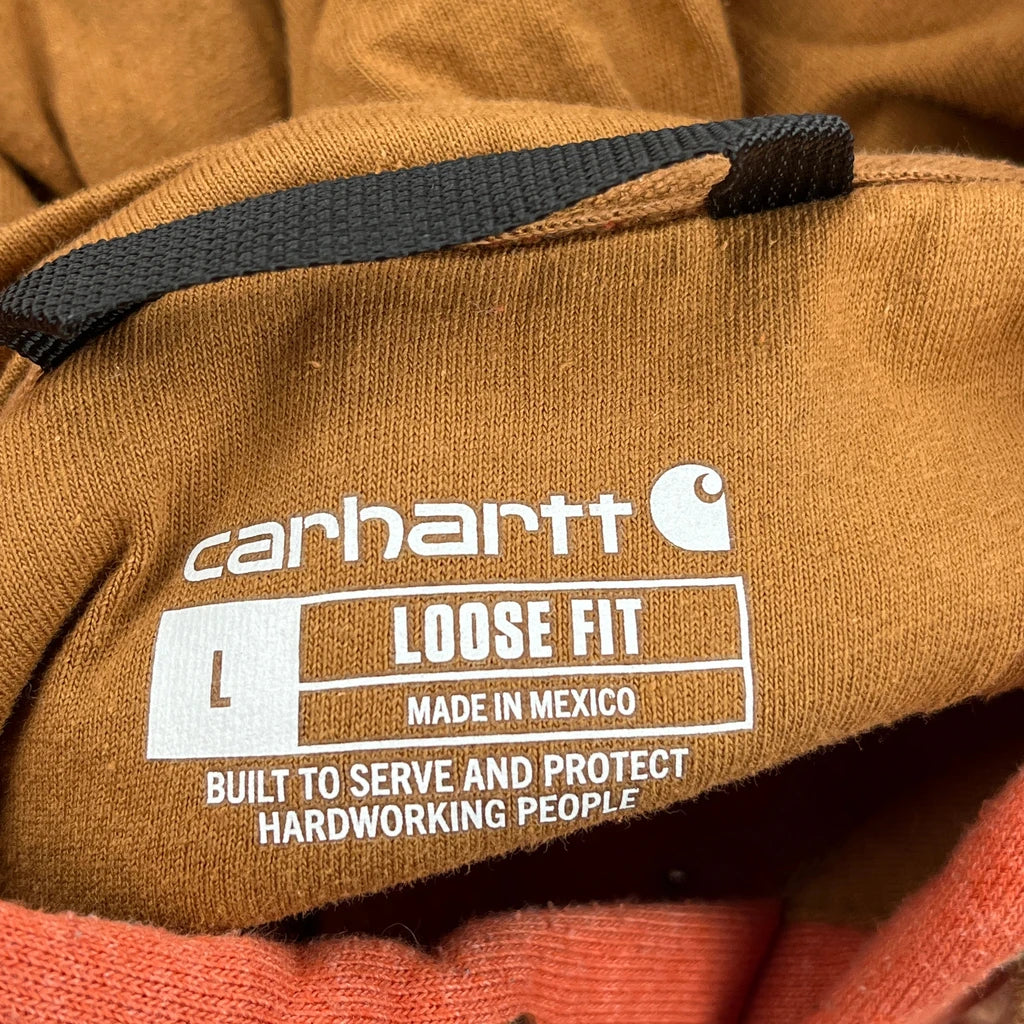 carhartt
L
LOOSE FIT
MADE IN MEXICO
BUILT TO SERVE AND PROTECT
HARDWORKING PEOPLE